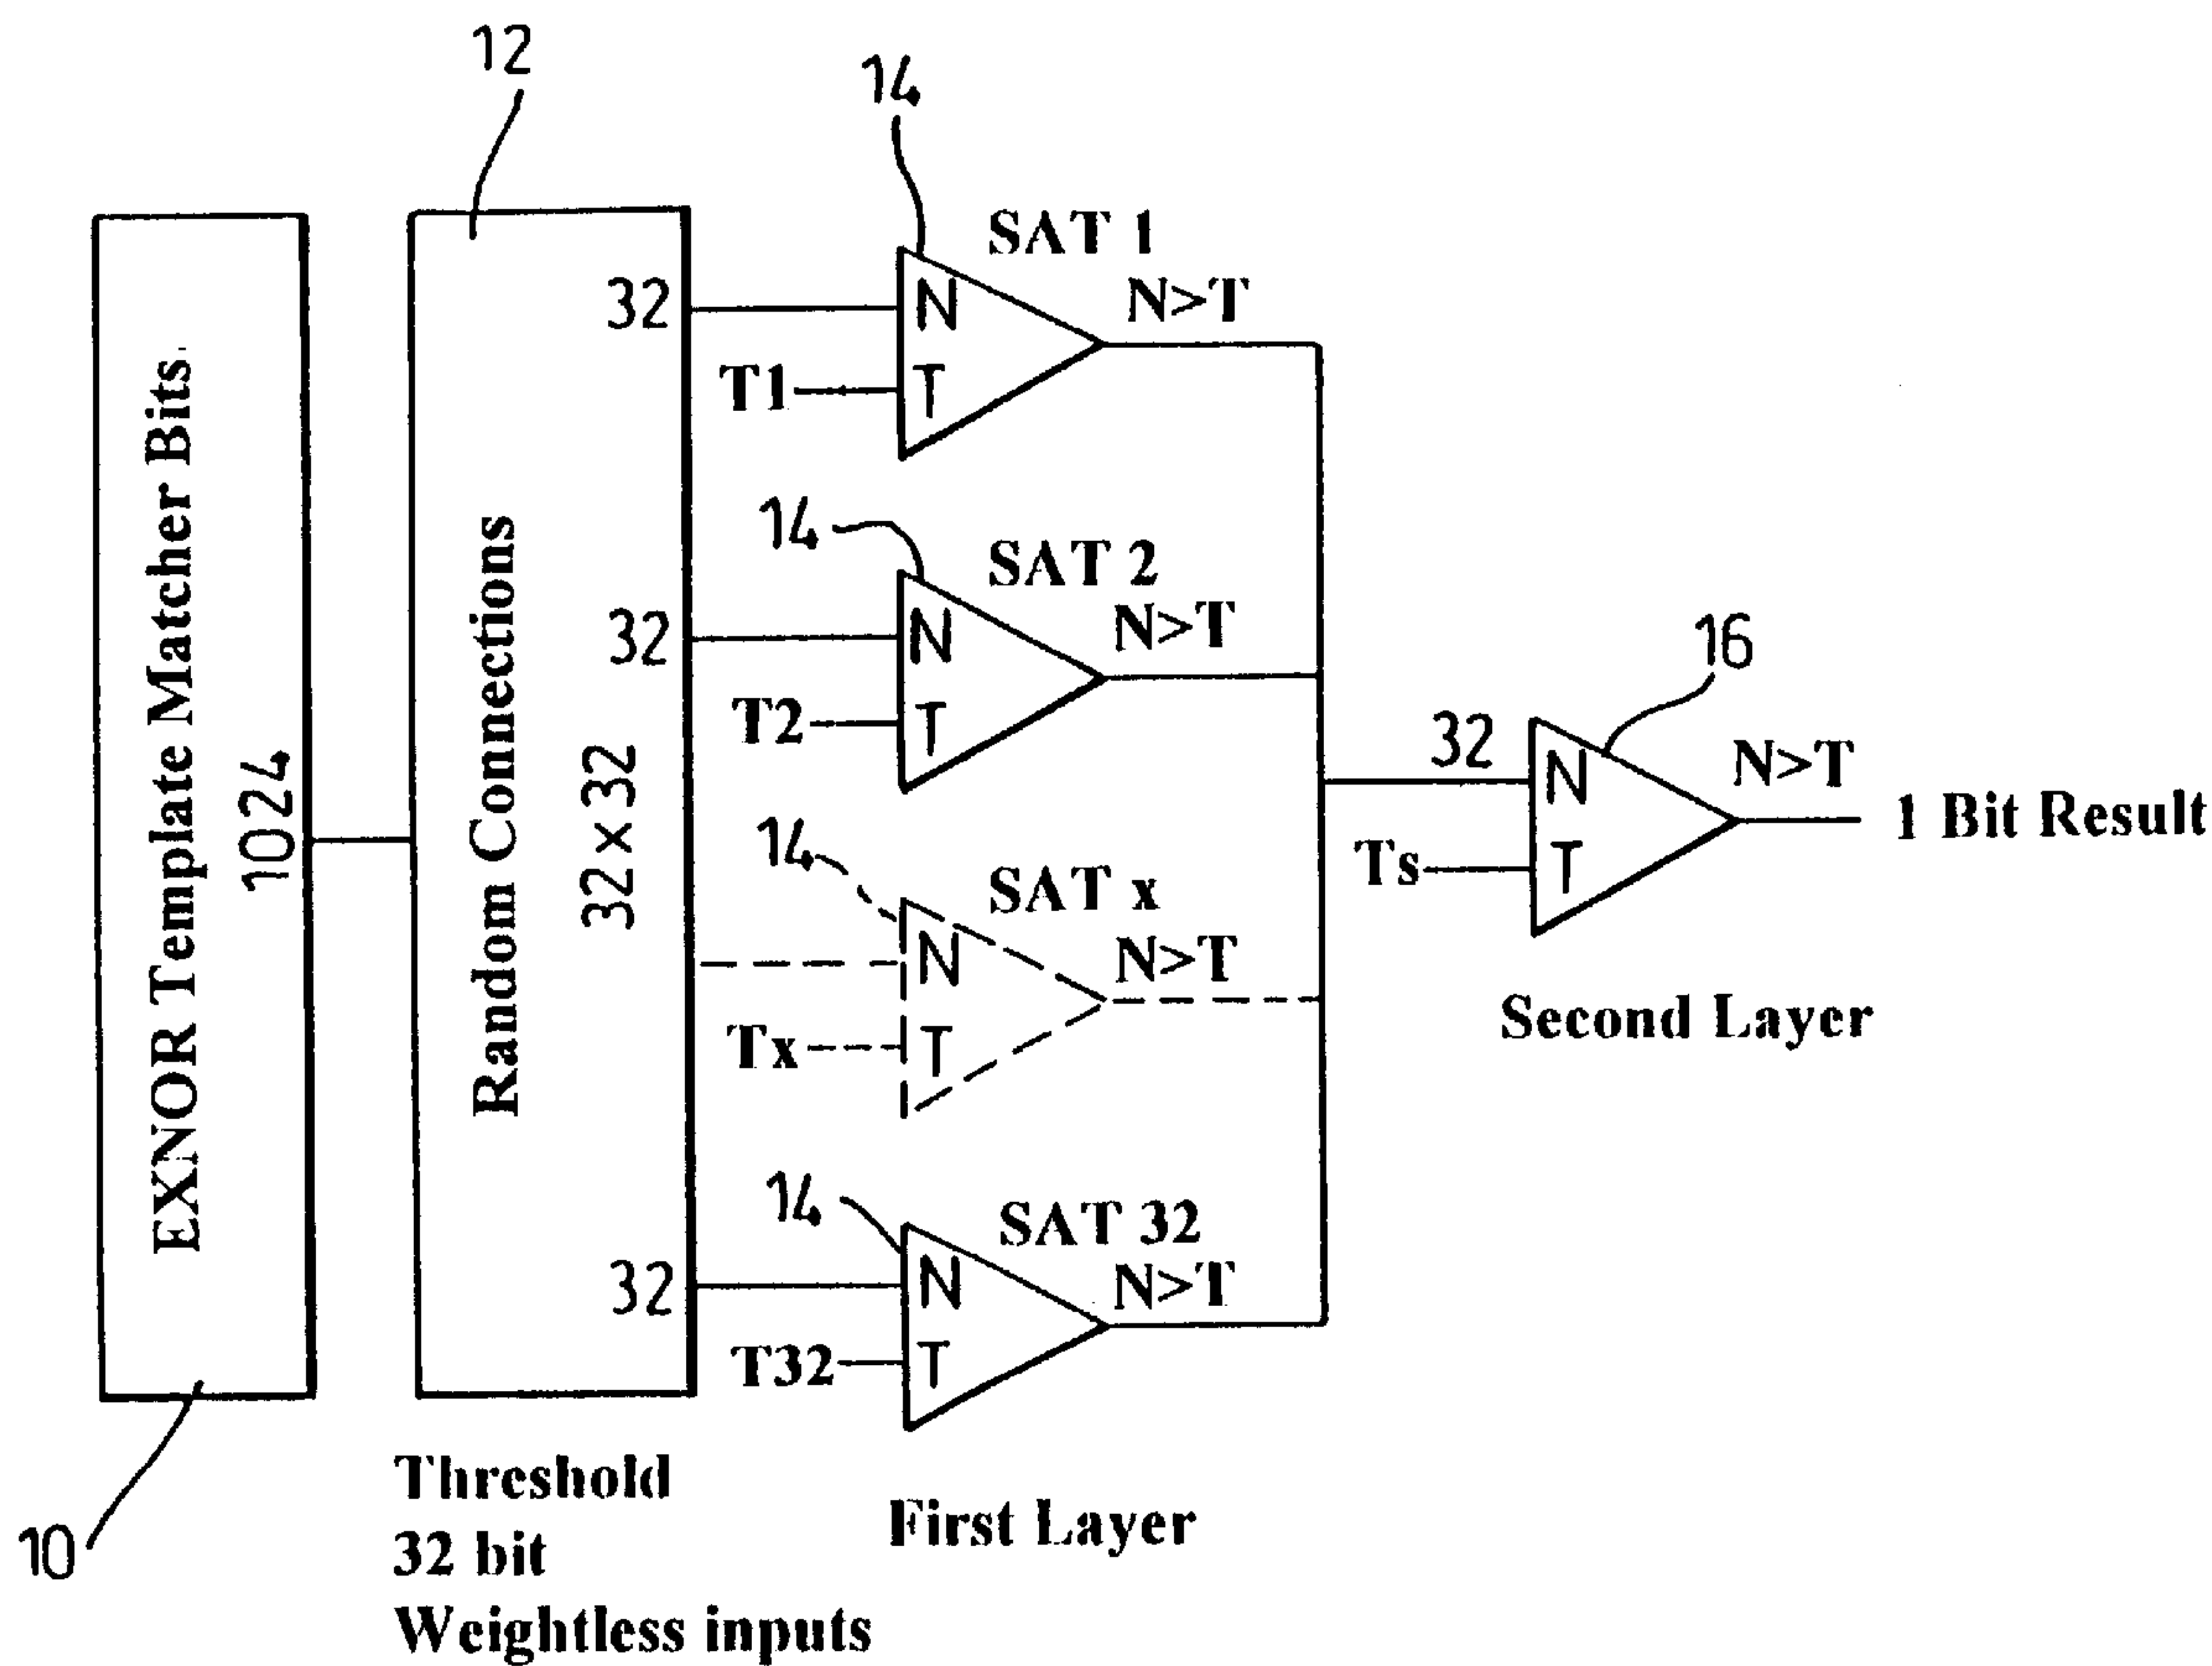 12
14
SAT 1
32
N
N>T
T1
T
14
SAT 2
32
N
N>T
T2
T
16
32
N
N>T
1 Bit Result
Ts
T
Second Layer
14
SAT x
N
N>T
Tx
T
14
SAT 32
32
N
N>T
T32
T
EXNOR Template Matcher Bits
1024
Random Connections
32×32
10
Threshold
32 bit
Weightless inputs
First Layer